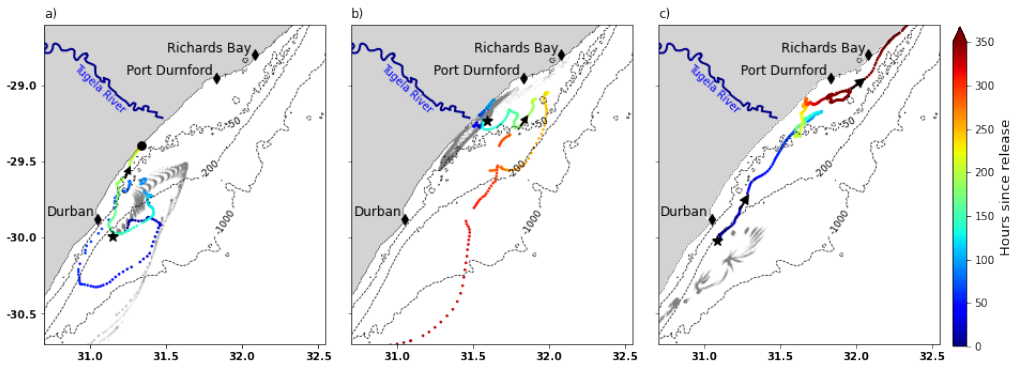 a)
b)
c)
Richards Bay
Port Durnford
Tugela River
Durban
50
200
1000
Richards Bay
Port Durnford
Tugela River
Durban
50
200
1000
Richards Bay
Port Durnford
Tugela River
Durban
50
200
1000
-29.0
-29.5
-30.0
-30.5
31.0 31.5 32.0 32.5
31.0 31.5 32.0 32.5
31.0 31.5 32.0 32.5
350
300
250
200
150
100
50
0
Hours since release